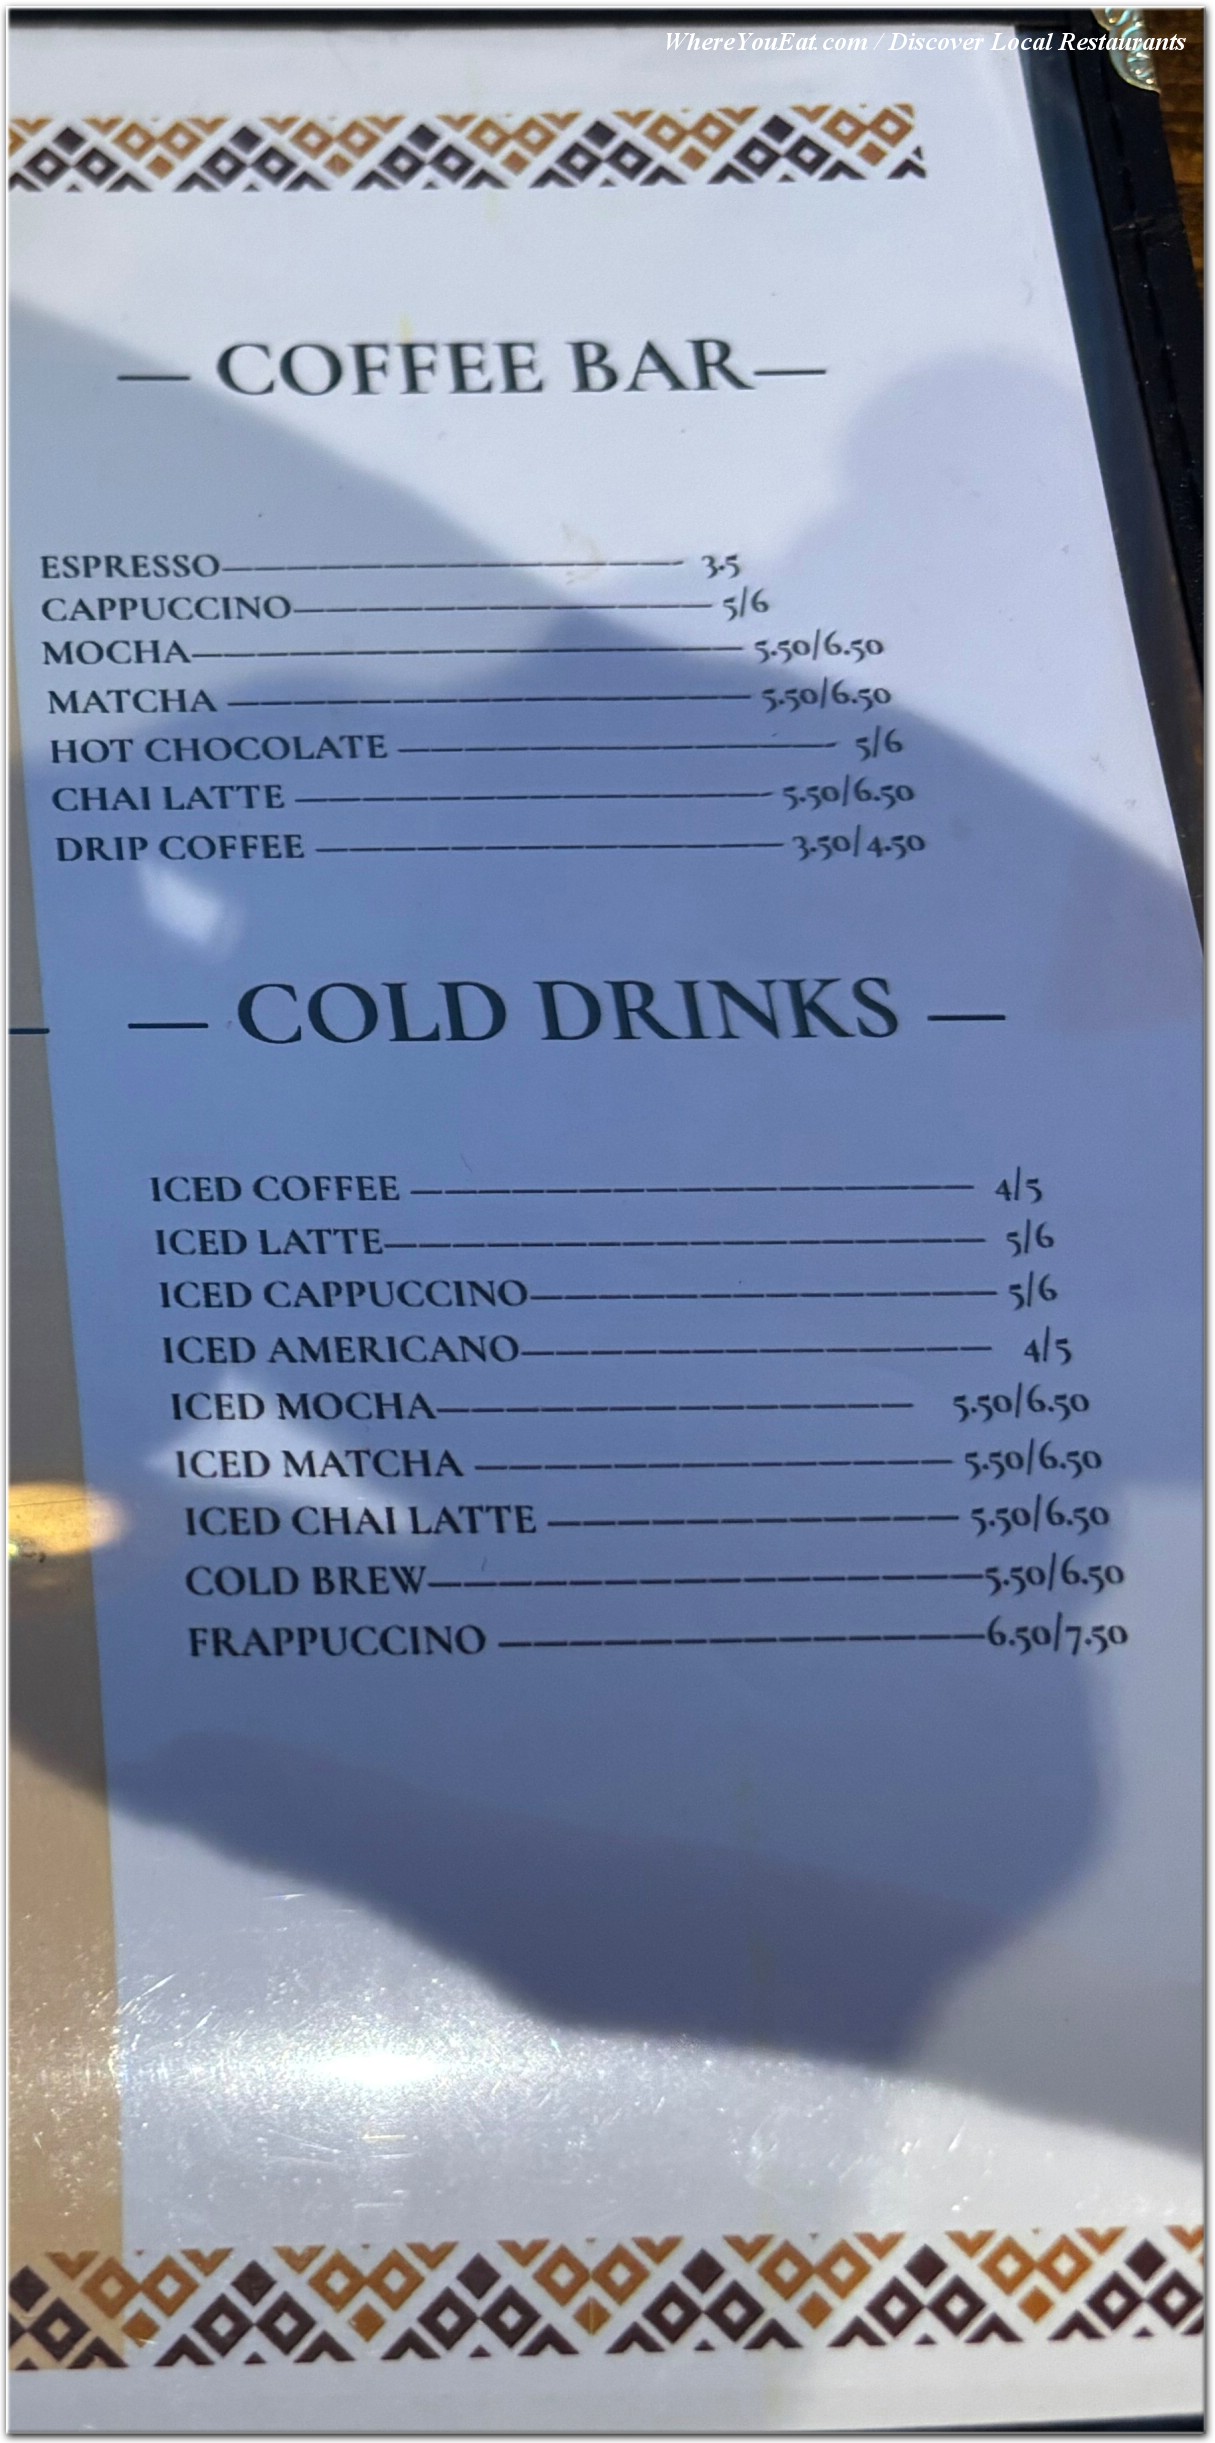 WhereYouEat.com / Discover Local Restaurants
— COFFEE BAR—
ESPRESSO—————————————— 3.5
CAPPUCCINO————————————— 5/6
MOCHA————————————————— 5.50/6.50
MATCHA ———————————————— 5.50/6.50
HOT CHOCOLATE ————————————— 5/6
CHAI LATTE ——————————————— 5.50/6.50
DRIP COFFEE —————————————— 3.50/4.50
— COLD DRINKS —
ICED COFFEE ————————————————— 4/5
ICED LATTE—————————————————— 5/6
ICED CAPPUCCINO—————————————— 5/6
ICED AMERICANO—————————————— 4/5
ICED MOCHA—————————————— 5.50/6.50
ICED MATCHA —————————————— 5.50/6.50
ICED CHAI LATTE ———————————— 5.50/6.50
COLD BREW————————————————5.50/6.50
FRAPPUCCINO ——————————————6.50/7.50